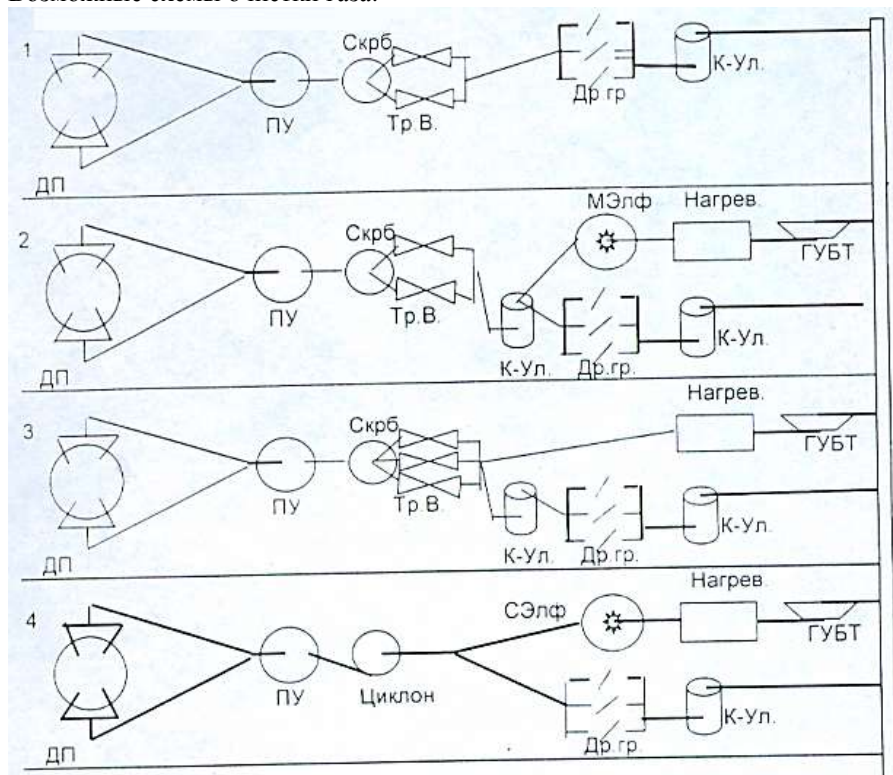 Возможные схемы очистки газа.
1
Скрб
ПУ
Тр.В.
Др.гр
К-Ул.
ДП
2
Скрб
МЭлф
Нагрев.
ГУБТ
ПУ
Тр.В.
К-Ул.
Др.гр.
К-Ул.
ДП
3
Скрб
Нагрев.
ГУБТ
ПУ
Тр.В.
К-Ул.
Др.гр.
К-Ул.
ДП
4
СЭлф
Нагрев.
ГУБТ
ПУ
Циклон
Др.гр.
К-Ул.
ДП